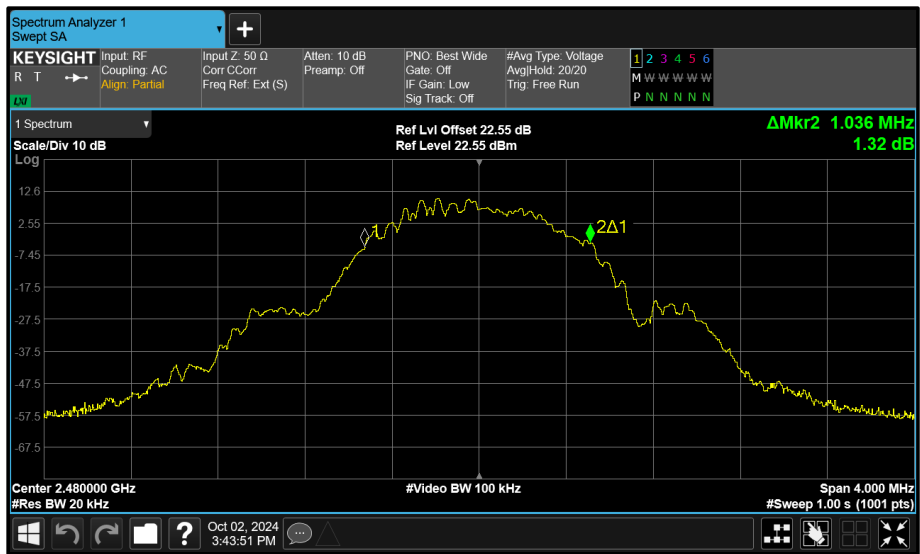 Spectrum Analyzer 1
Swept SA
KEYSIGHT
R T
LXI
Input: RF
Coupling: AC
Align: Partial
Input Z: 50 Ω
Corr CCorr
Freq Ref: Ext (S)
Atten: 10 dB
Preamp: Off
PNO: Best Wide
Gate: Off
IF Gain: Low
Sig Track: Off
#Avg Type: Voltage
Avg|Hold: 20/20
Trig: Free Run
1 2 3 4 5 6
M W W W W W
P N N N N N
1 Spectrum
Scale/Div 10 dB
Ref Lvl Offset 22.55 dB
Ref Level 22.55 dBm
ΔMkr2 1.036 MHz
1.32 dB
Log
12.6
2.55
-7.45
-17.5
-27.5
-37.5
-47.5
-57.5
-67.5
1
2Δ1
Center 2.480000 GHz
#Res BW 20 kHz
#Video BW 100 kHz
Span 4.000 MHz
#Sweep 1.00 s (1001 pts)
?
Oct 02, 2024
3:43:51 PM